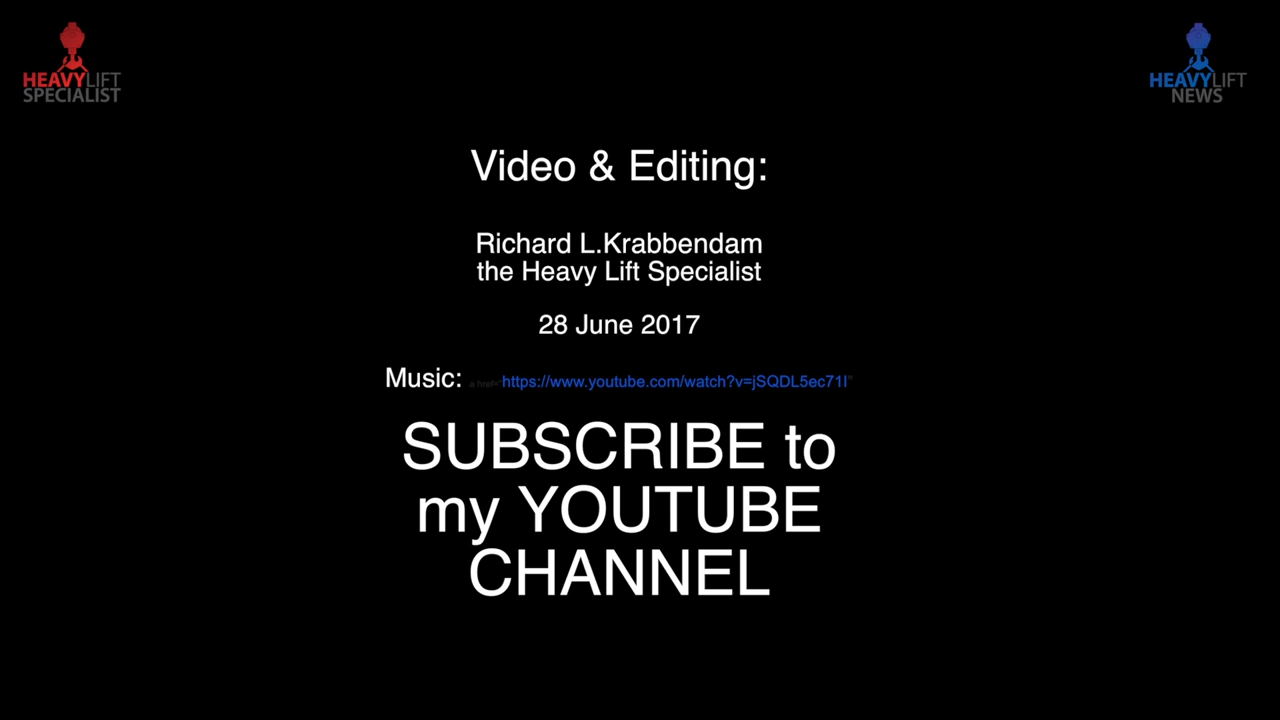 HEAVYLIFT
SPECIALIST
HEAVYLIFT
NEWS
Video & Editing:
Richard L.Krabbendam
the Heavy Lift Specialist
28 June 2017
Music: a href="https://www.youtube.com/watch?v=jSQDL5ec71I"
SUBSCRIBE to
my YOUTUBE
CHANNEL